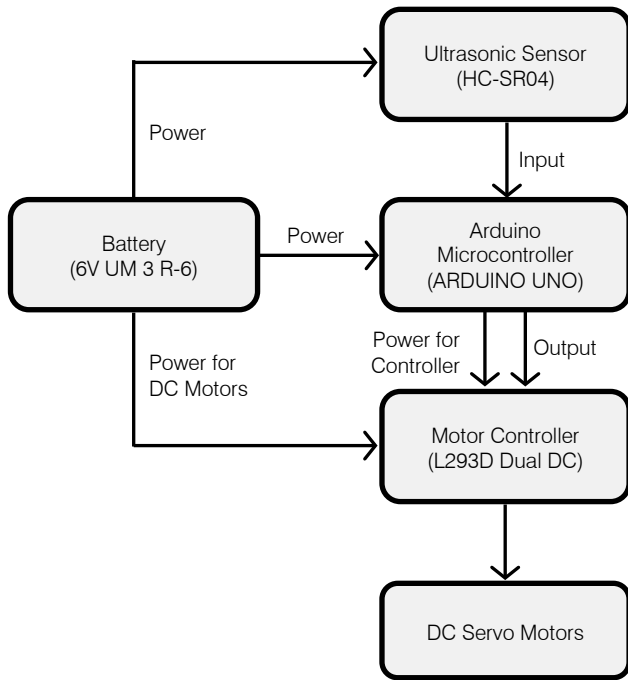 Ultrasonic Sensor
(HC-SR04)
Power
Input
Battery
(6V UM 3 R-6)
Power
Arduino
Microcontroller
(ARDUINO UNO)
Power for
Controller
Output
Power for
DC Motors
Motor Controller
(L293D Dual DC)
DC Servo Motors